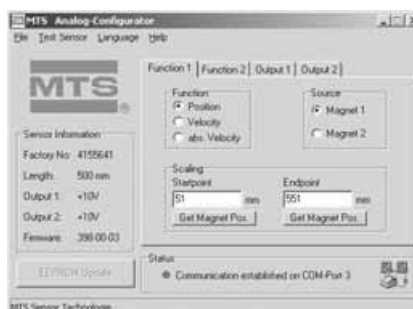 MTS Analog-Configurator
File Test Sensor Language Help
MTS
®
Sensor Information
Factory No: 4155641
Length: 500 mm
Output 1: +10V
Output 2: +10V
Firmware: 398-00-03
EEPROM Update
Function 1 Function 2 Output 1 Output 2
Function
Position
Velocity
abs. Velocity
Source
Magnet 1
Magnet 2
Scaling
Startpoint
51 mm
Get Magnet Pos.
Endpoint
551 mm
Get Magnet Pos.
Status
Communication established on COM-Port 3
MTS Sensor Technologie